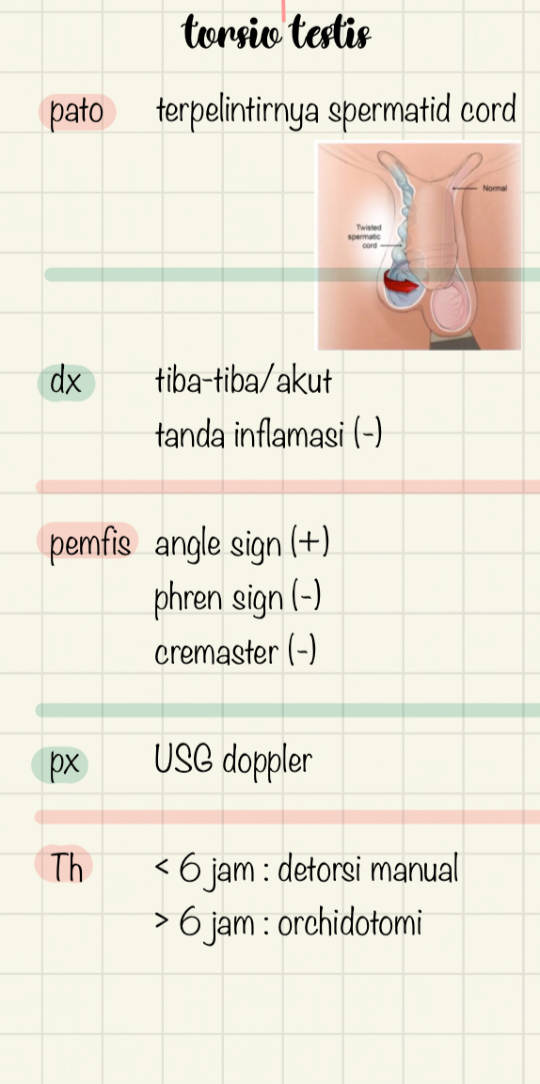 torsio testis
pato terpelintirnya spermatid cord
Normal
Twisted
spermatic
cord
dx tiba-tiba/akut
tanda inflamasi (-)
pemfis angle sign (+)
phren sign (-)
cremaster (-)
px USG doppler
Th < 6 jam : detorsi manual
> 6 jam : orchidotomi